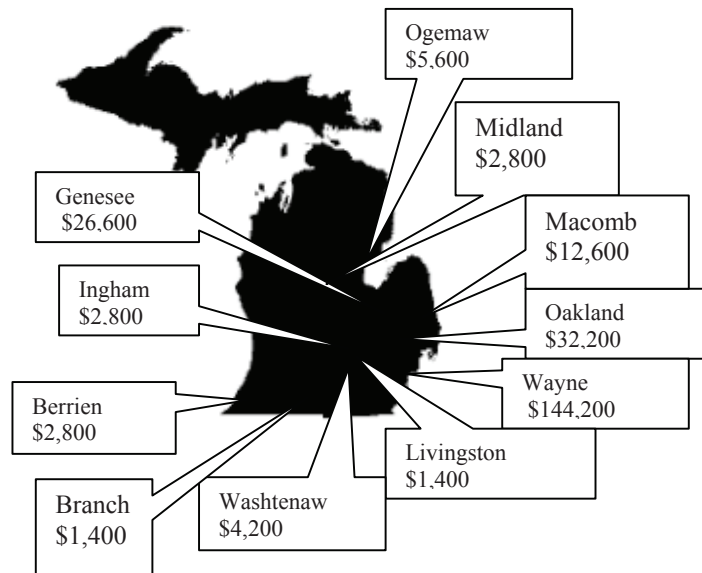 Ogemaw
$5,600
Midland
$2,800
Genesee
$26,600
Macomb
$12,600
Ingham
$2,800
Oakland
$32,200
Wayne
$144,200
Berrien
$2,800
Livingston
$1,400
Washtenaw
$4,200
Branch
$1,400